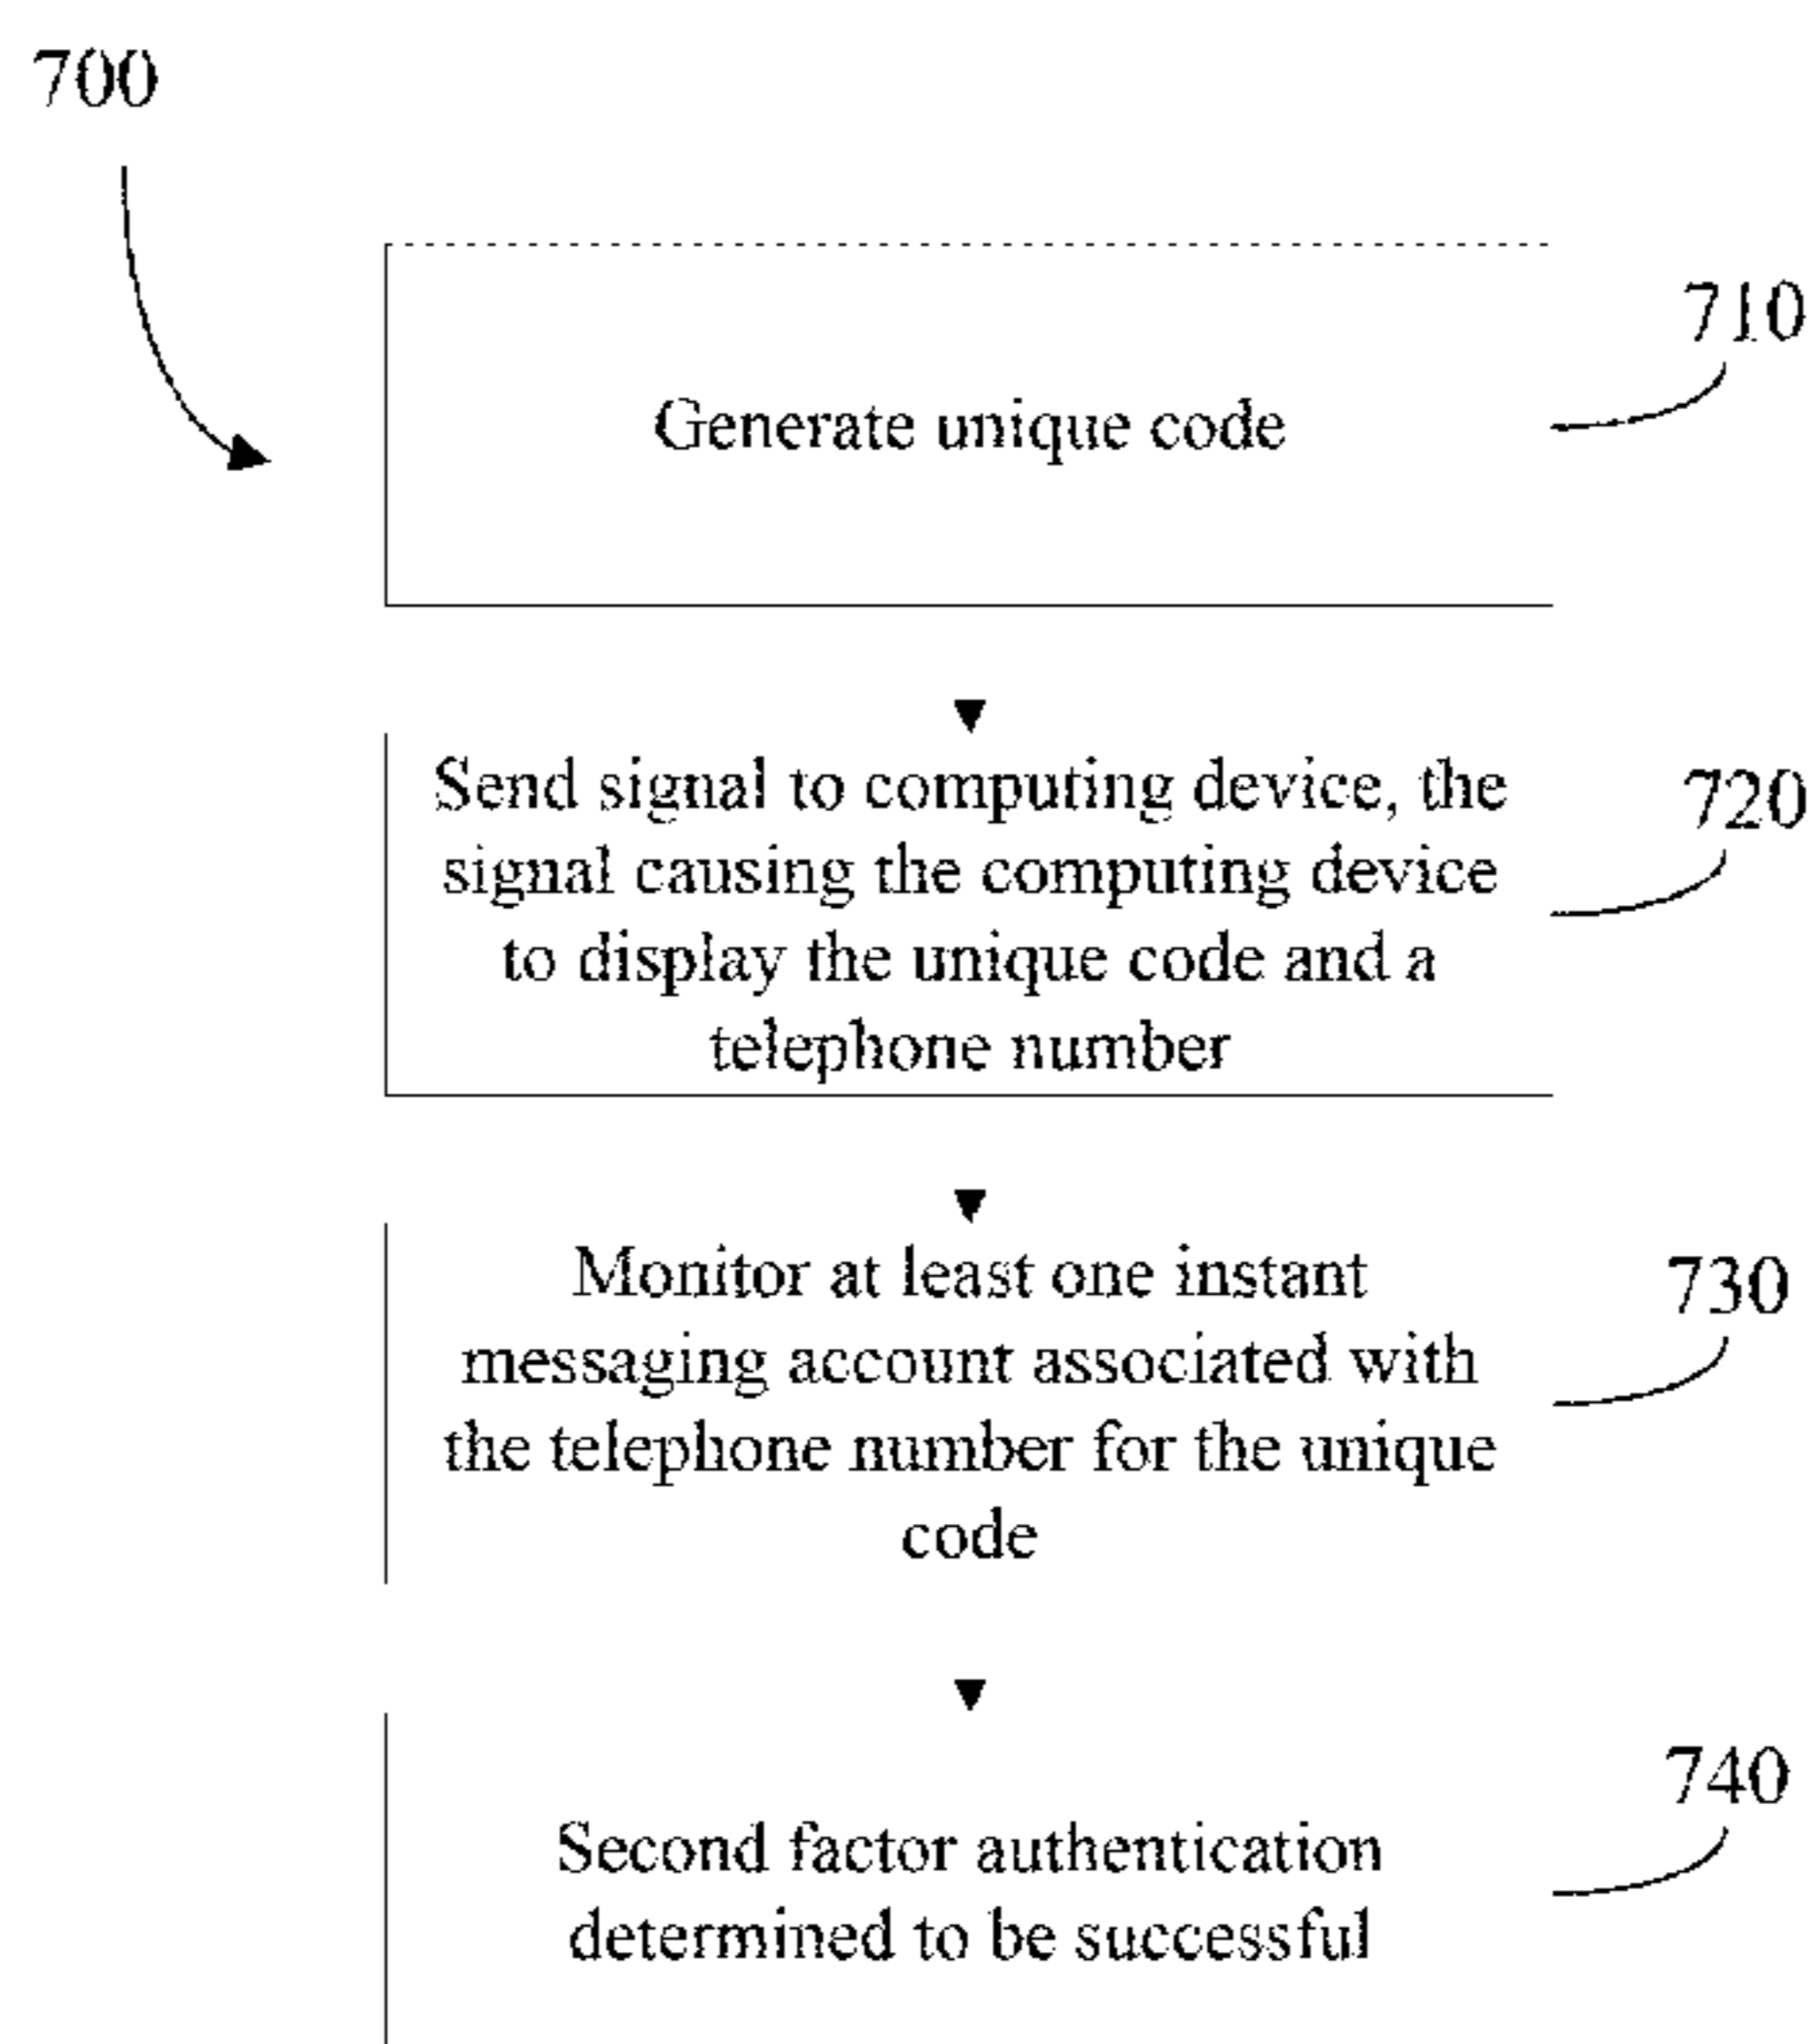 700
710
Generate unique code
720
Send signal to computing device, the
signal causing the computing device
to display the unique code and a
telephone number
730
Monitor at least one instant
messaging account associated with
the telephone number for the unique
code
740
Second factor authentication
determined to be successful